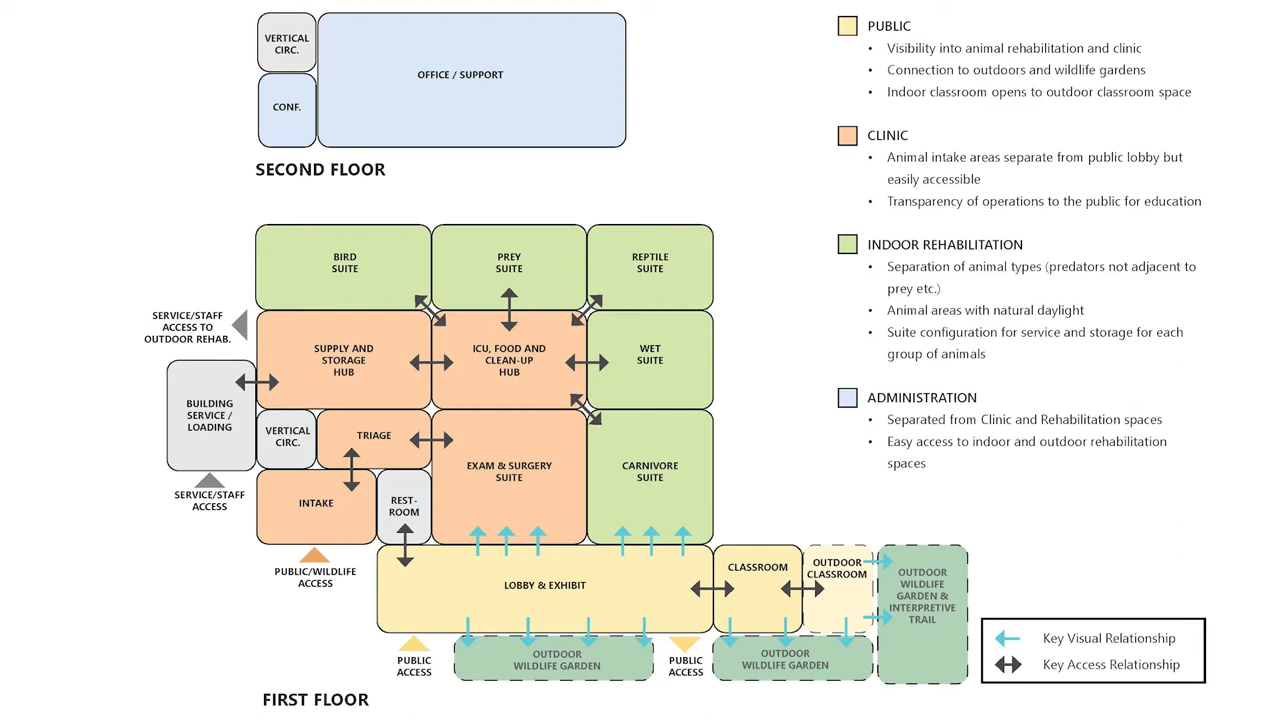 VERTICAL
CIRC.
OFFICE / SUPPORT
CONF.
SECOND FLOOR
PUBLIC
• Visibility into animal rehabilitation and clinic
• Connection to outdoors and wildlife gardens
• Indoor classroom opens to outdoor classroom space
CLINIC
• Animal intake areas separate from public lobby but
easily accessible
• Transparency of operations to the public for education
INDOOR REHABILITATION
• Separation of animal types (predators not adjacent to
prey etc.)
• Animal areas with natural daylight
• Suite configuration for service and storage for each
group of animals
ADMINISTRATION
• Separated from Clinic and Rehabilitation spaces
• Easy access to indoor and outdoor rehabilitation
spaces
BIRD
SUITE
PREY
SUITE
REPTILE
SUITE
SERVICE/STAFF
ACCESS TO
OUTDOOR REHAB.
SUPPLY AND
STORAGE
HUB
ICU, FOOD AND
CLEAN-UP
HUB
WET
SUITE
BUILDING
SERVICE /
LOADING
VERTICAL
CIRC.
TRIAGE
EXAM & SURGERY
SUITE
CARNIVORE
SUITE
SERVICE/STAFF
ACCESS
INTAKE
REST-
ROOM
PUBLIC/WILDLIFE
ACCESS
LOBBY & EXHIBIT
CLASSROOM
OUTDOOR
CLASSROOM
OUTDOOR
WILDLIFE
GARDEN &
INTERPRETIVE
TRAIL
PUBLIC
ACCESS
OUTDOOR
WILDLIFE GARDEN
PUBLIC
ACCESS
OUTDOOR
WILDLIFE GARDEN
Key Visual Relationship
Key Access Relationship
FIRST FLOOR